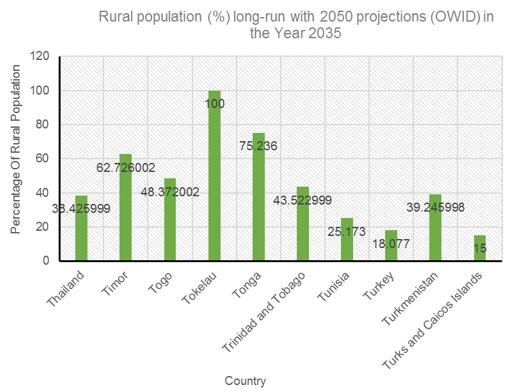 Rural population (%) long-run with 2050 projections (OWID) in
the Year 2035
Percentage Of Rural Population
120
100
80
60
40
20
0
38.425999
62.726002
48.372002
100
75.236
43.522999
25.173
18.077
39.245998
15
Thailand
Timor
Togo
Tokelau
Tonga
Trinidad and Tobago
Tunisia
Turkey
Turkmenistan
Turks and Caicos Islands
Country